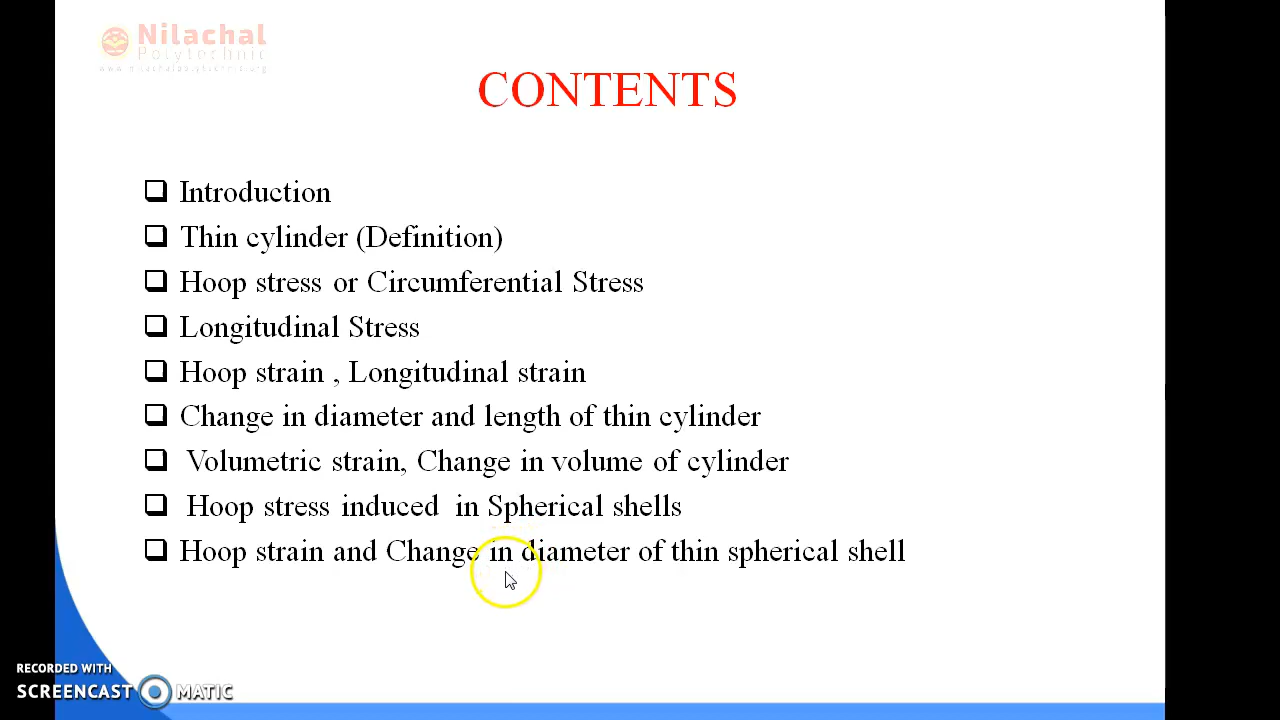 Nilachal
Polytechnic
CONTENTS
❑ Introduction
❑ Thin cylinder (Definition)
❑ Hoop stress or Circumferential Stress
❑ Longitudinal Stress
❑ Hoop strain , Longitudinal strain
❑ Change in diameter and length of thin cylinder
❑ Volumetric strain, Change in volume of cylinder
❑ Hoop stress induced in Spherical shells
❑ Hoop strain and Change in diameter of thin spherical shell
RECORDED WITH
SCREENCAST MATIC